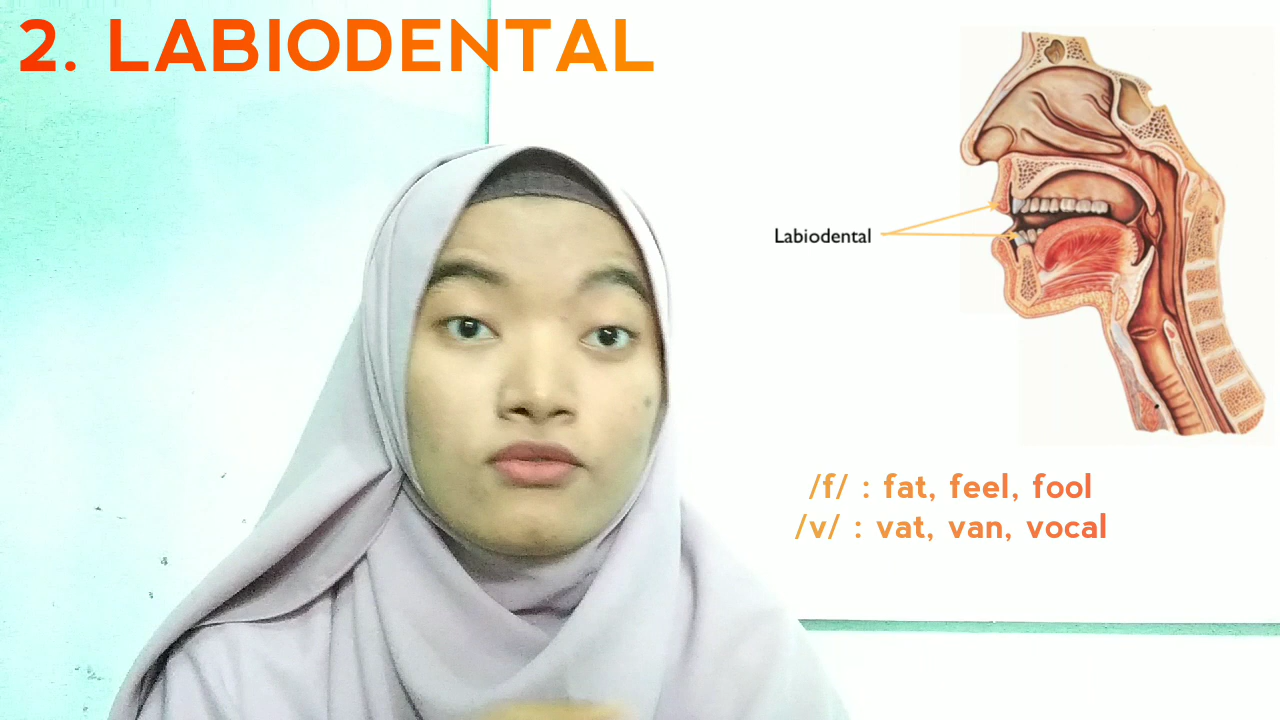 2. LABIODENTAL
Labiodental
/f/ : fat, feel, fool
/v/ : vat, van, vocal